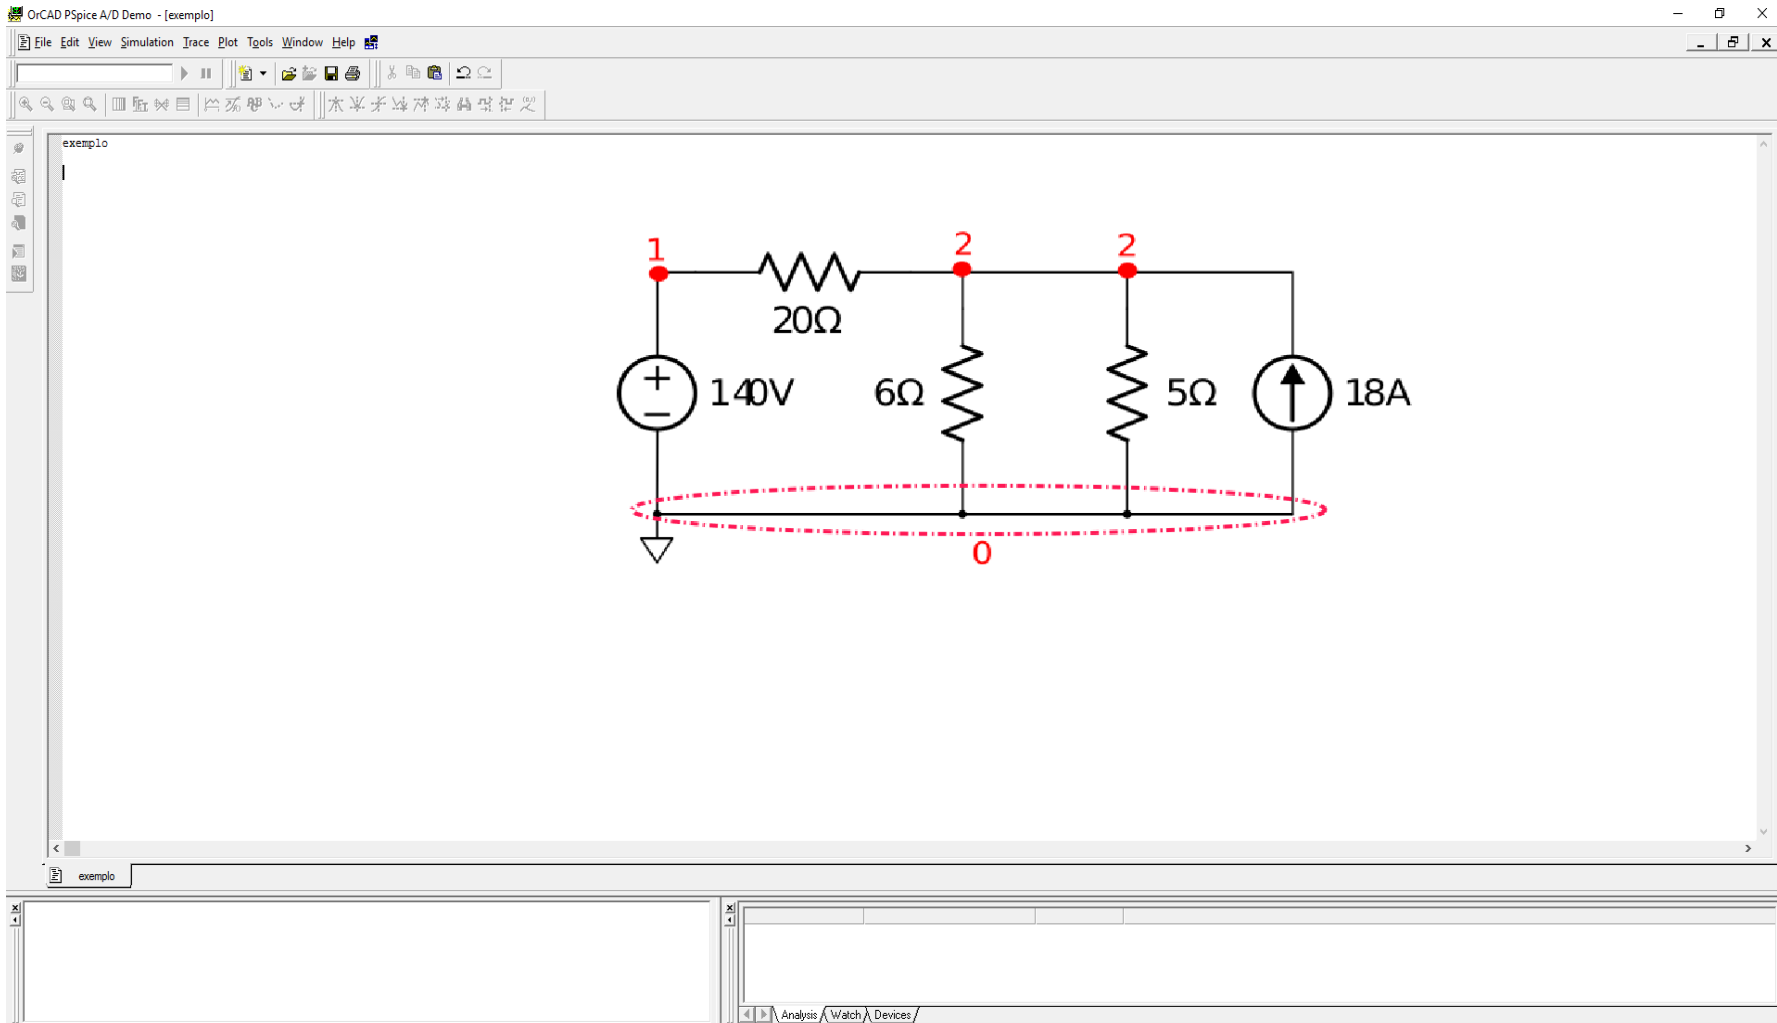 OrCAD PSpice A/D Demo - [exemplo]
File Edit View Simulation Trace Plot Tools Window Help
exemplo
1 2 2
20Ω
140V 6Ω 5Ω 18A
0
exemplo
Analysis Watch Devices